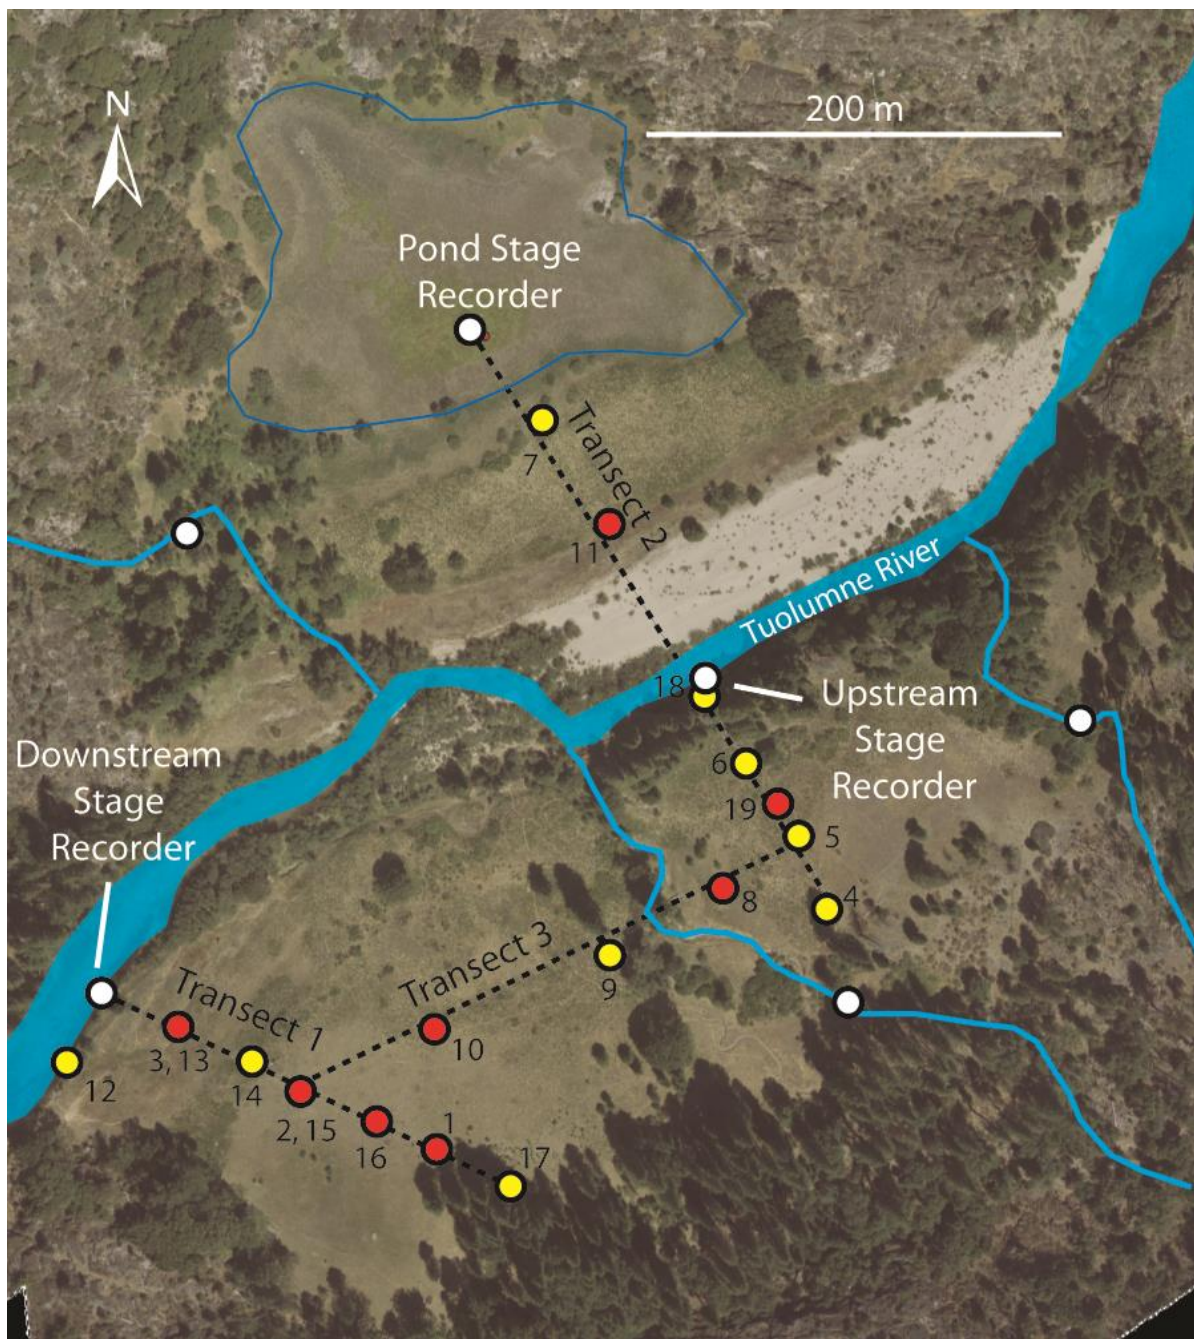 N
200 m
Pond Stage
Recorder
Transect 2
7
11
Tuolumne River
18
Upstream
Stage
Recorder
6
19
5
8
4
Downstream
Stage
Recorder
Transect 3
9
Transect 1
10
3, 13
14
12
2, 15
16
1
17